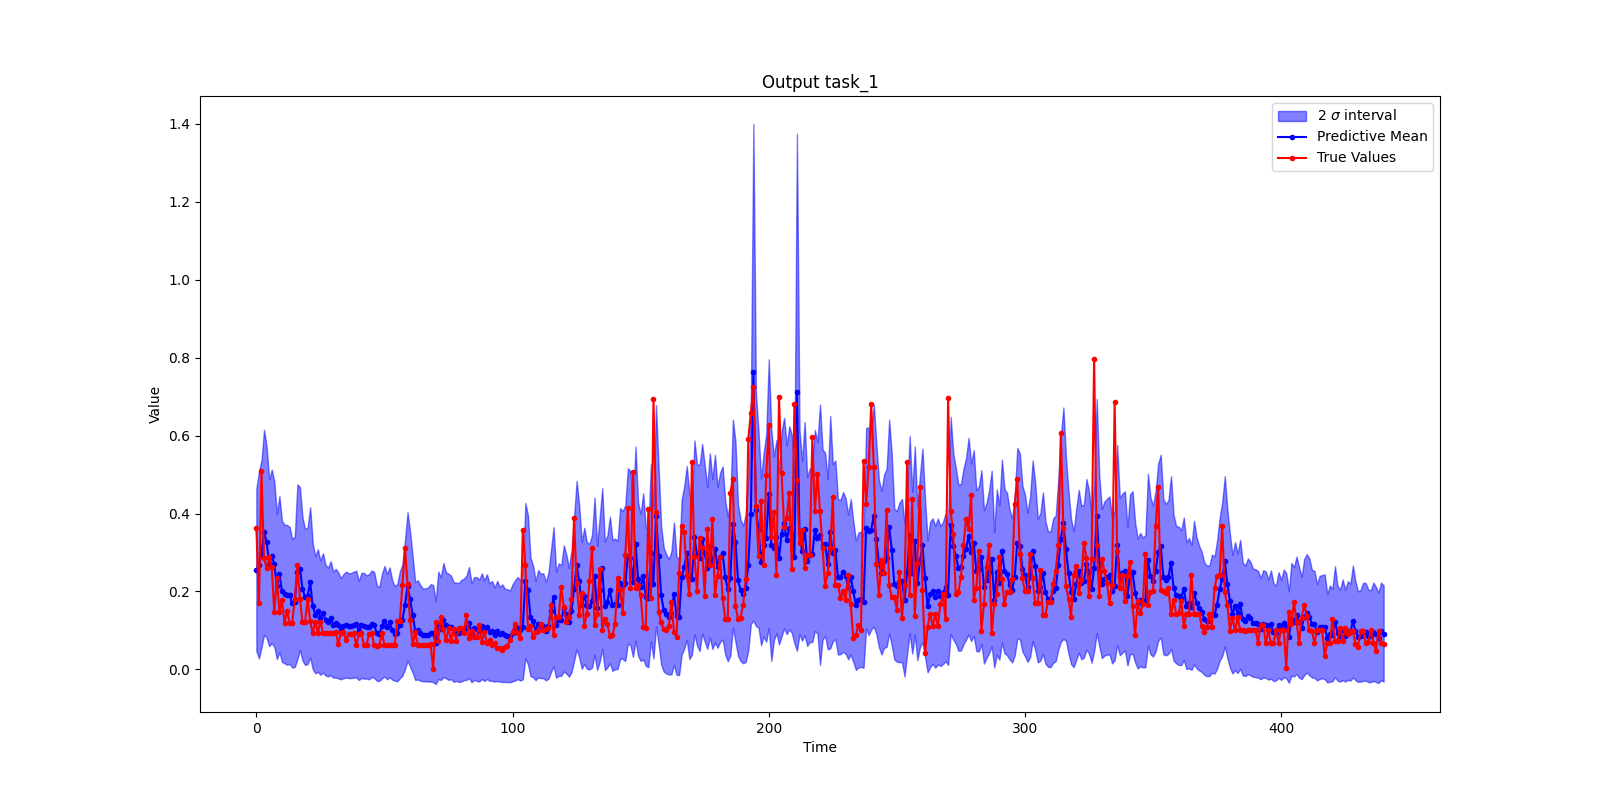 Output task_1
2 σ interval
Predictive Mean
True Values
Value
1.4
1.2
1.0
0.8
0.6
0.4
0.2
0.0
0 100 200 300 400
Time